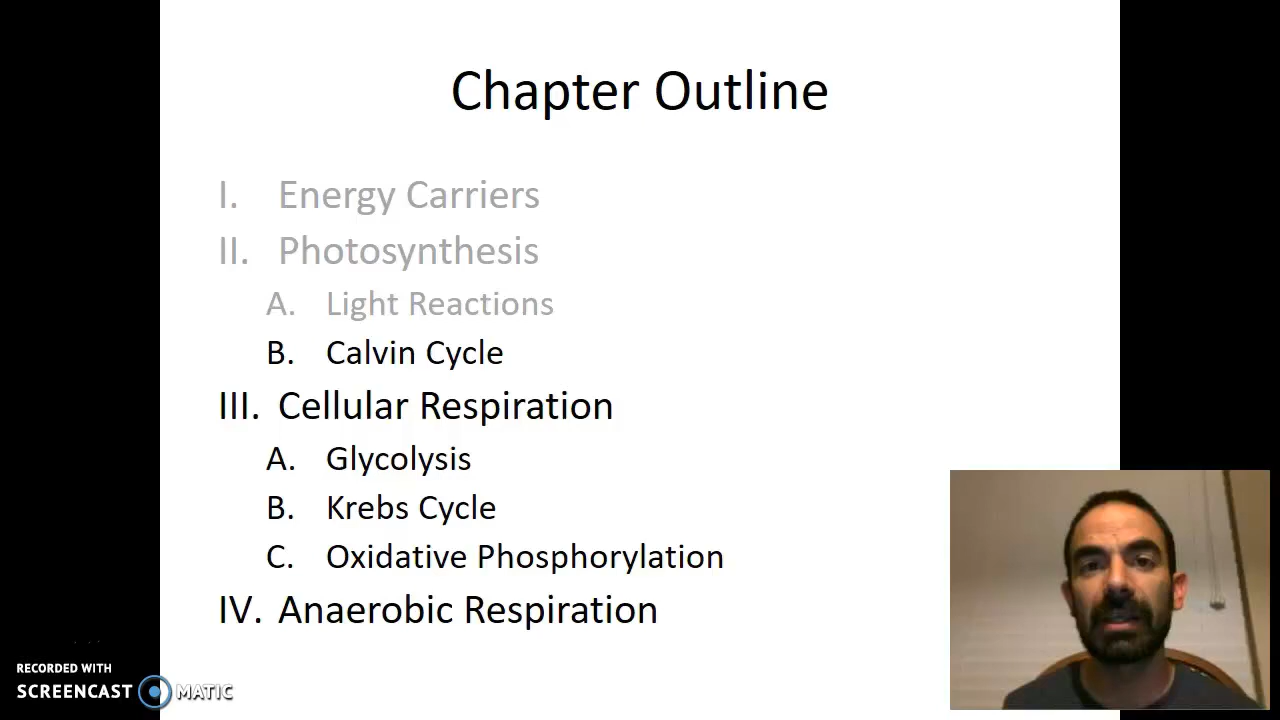 Chapter Outline
I. Energy Carriers
II. Photosynthesis
A. Light Reactions
B. Calvin Cycle
III. Cellular Respiration
A. Glycolysis
B. Krebs Cycle
C. Oxidative Phosphorylation
IV. Anaerobic Respiration
RECORDED WITH
SCREENCAST MATIC